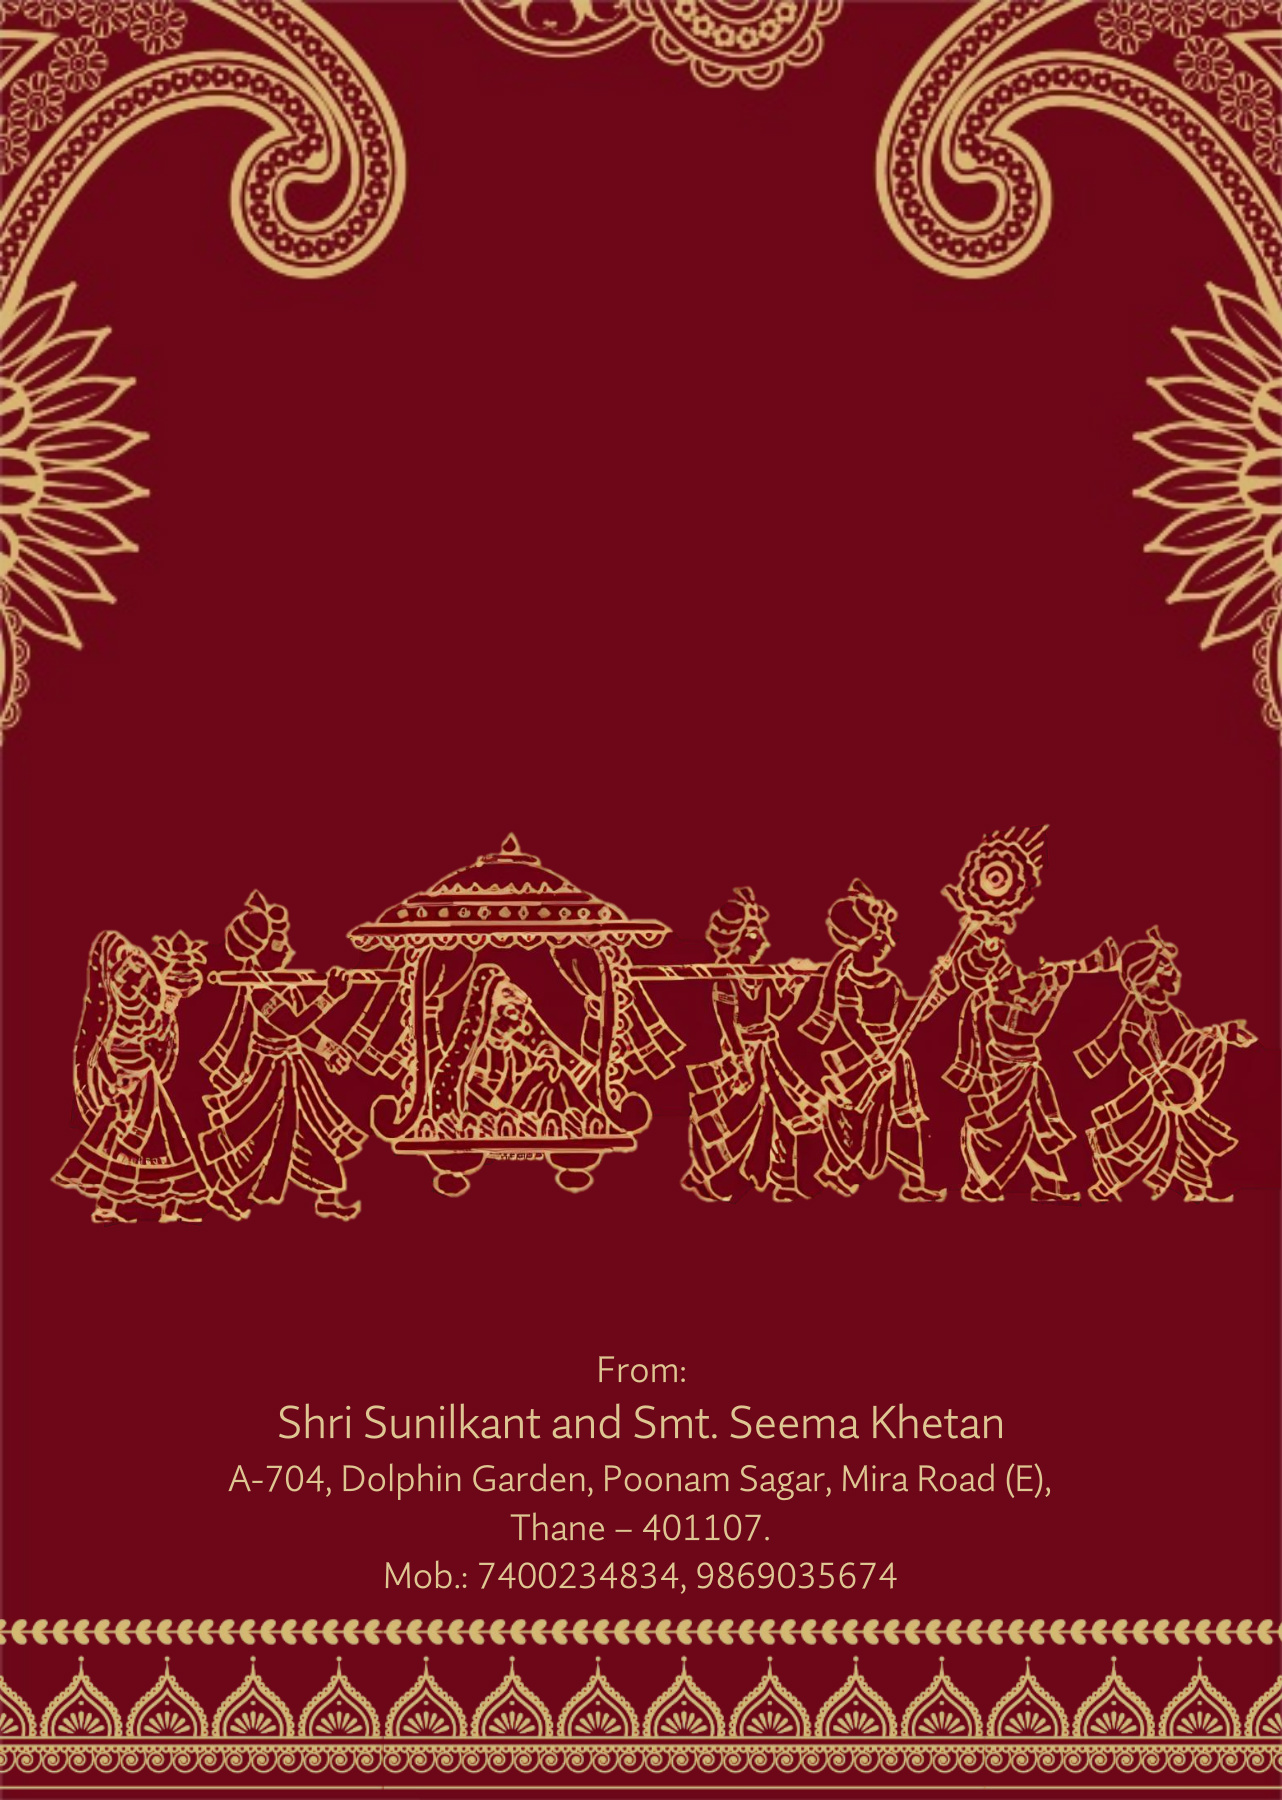 From:
Shri Sunilkant and Smt. Seema Khetan
A-704, Dolphin Garden, Poonam Sagar, Mira Road (E),
Thane – 401107.
Mob.: 7400234834, 9869035674